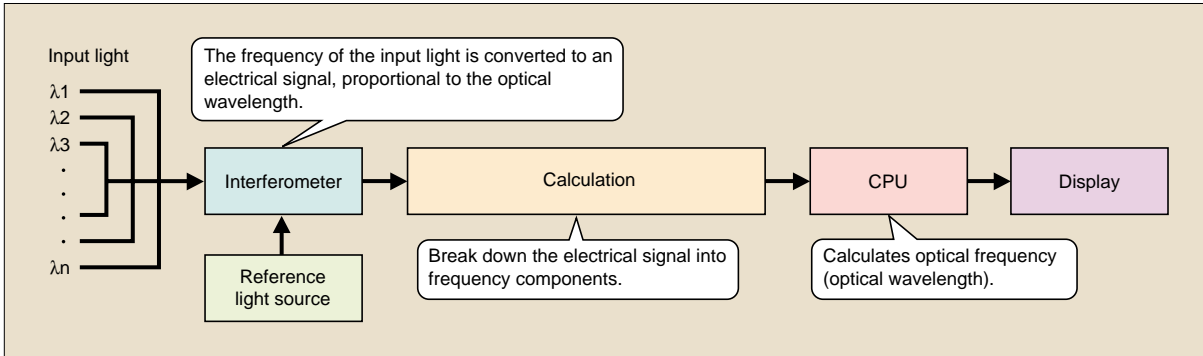 Input light
λ1
λ2
λ3
.
.
.
.
λn
The frequency of the input light is converted to an
electrical signal, proportional to the optical
wavelength.
Interferometer
Calculation
CPU
Display
Reference
light source
Break down the electrical signal into
frequency components.
Calculates optical frequency
(optical wavelength).